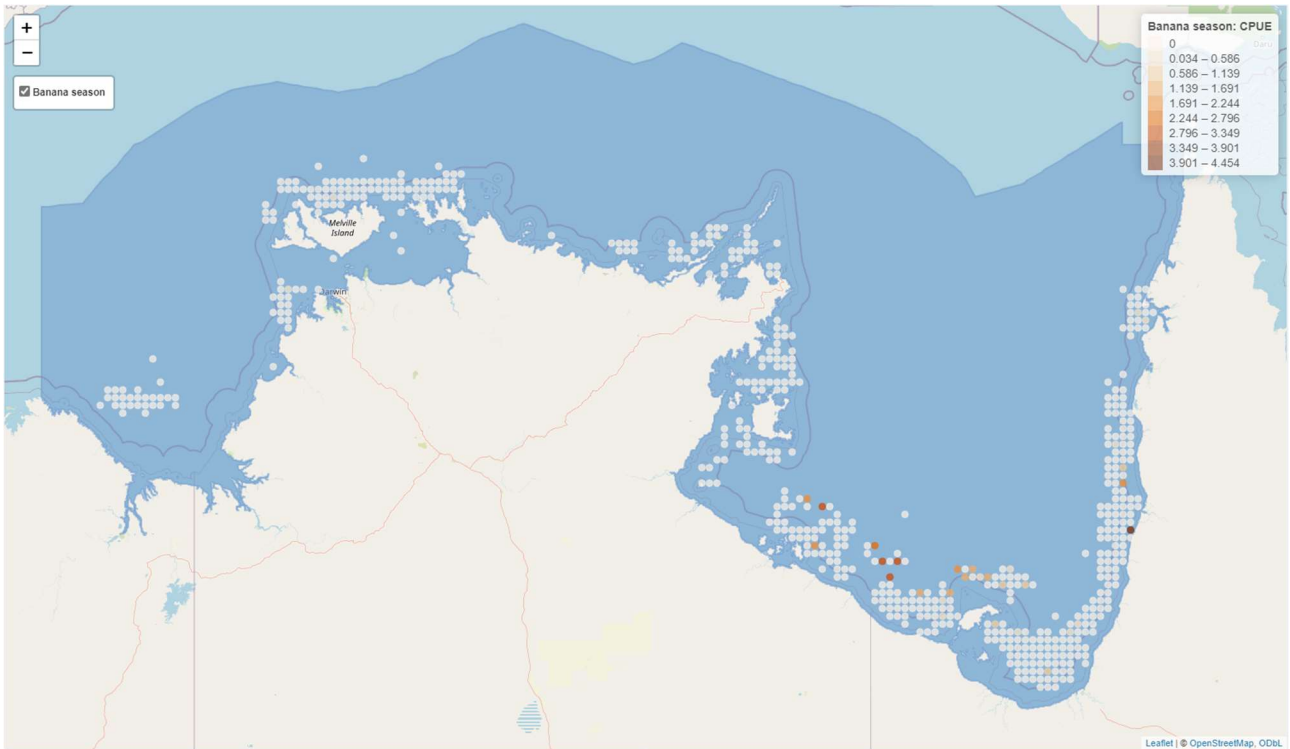 +
−
Banana season
Banana season: CPUE
0
0.034 – 0.586
0.586 – 1.139
1.139 – 1.691
1.691 – 2.244
2.244 – 2.796
2.796 – 3.349
3.349 – 3.901
3.901 – 4.454
Daru
Melville
Island
Darwin
Leaflet | © OpenStreetMap, ODbL